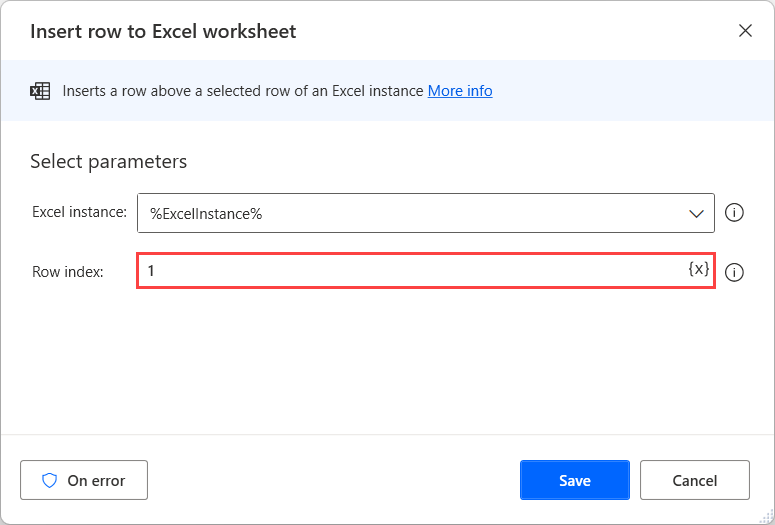 Insert row to Excel worksheet
Inserts a row above a selected row of an Excel instance More info
Select parameters
Excel instance: %ExcelInstance%
Row index: 1 {x}
On error Save Cancel